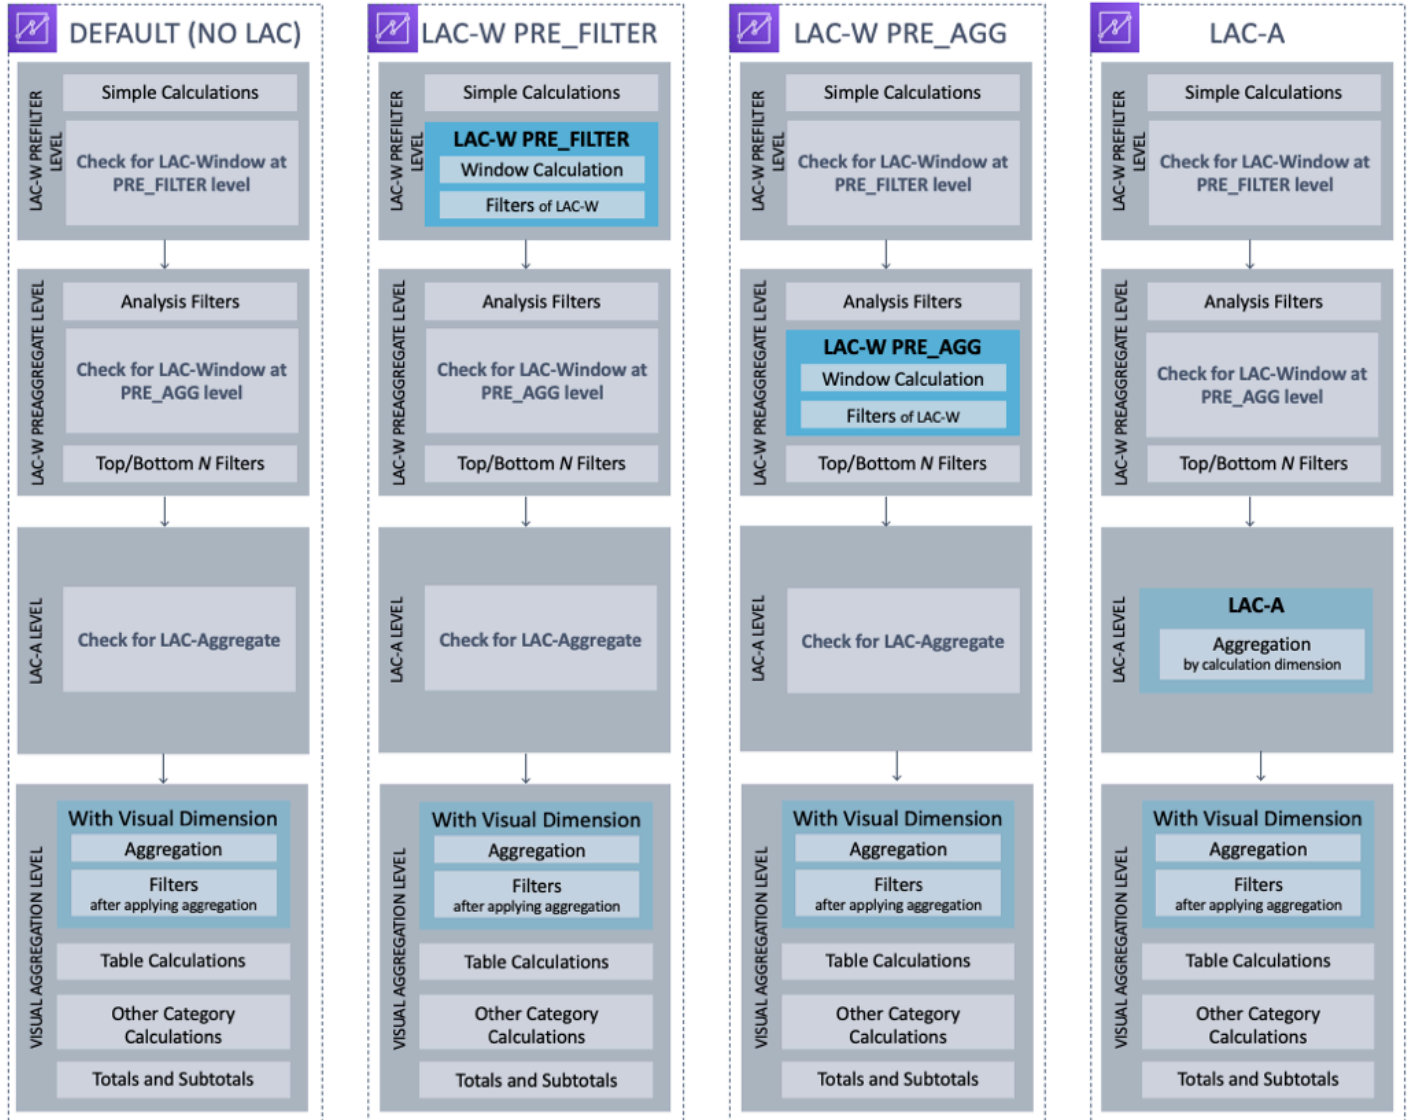 DEFAULT (NO LAC)
LAC-W PREFILTER
LEVEL
Simple Calculations
Check for LAC-Window at
PRE_FILTER level
LAC-W PREAGGREGATE LEVEL
Analysis Filters
Check for LAC-Window at
PRE_AGG level
Top/Bottom N Filters
LAC-A LEVEL
Check for LAC-Aggregate
VISUAL AGGREGATION LEVEL
With Visual Dimension
Aggregation
Filters
after applying aggregation
Table Calculations
Other Category
Calculations
Totals and Subtotals
LAC-W PRE_FILTER
LAC-W PREFILTER
LEVEL
Simple Calculations
LAC-W PRE_FILTER
Window Calculation
Filters of LAC-W
LAC-W PREAGGREGATE LEVEL
Analysis Filters
Check for LAC-Window at
PRE_AGG level
Top/Bottom N Filters
LAC-A LEVEL
Check for LAC-Aggregate
VISUAL AGGREGATION LEVEL
With Visual Dimension
Aggregation
Filters
after applying aggregation
Table Calculations
Other Category
Calculations
Totals and Subtotals
LAC-W PRE_AGG
LAC-W PREFILTER
LEVEL
Simple Calculations
Check for LAC-Window at
PRE_FILTER level
LAC-W PREAGGREGATE LEVEL
Analysis Filters
LAC-W PRE_AGG
Window Calculation
Filters of LAC-W
Top/Bottom N Filters
LAC-A LEVEL
Check for LAC-Aggregate
VISUAL AGGREGATION LEVEL
With Visual Dimension
Aggregation
Filters
after applying aggregation
Table Calculations
Other Category
Calculations
Totals and Subtotals
LAC-A
LAC-W PREFILTER
LEVEL
Simple Calculations
Check for LAC-Window at
PRE_FILTER level
LAC-W PREAGGREGATE LEVEL
Analysis Filters
Check for LAC-Window at
PRE_AGG level
Top/Bottom N Filters
LAC-A LEVEL
LAC-A
Aggregation
by calculation dimension
VISUAL AGGREGATION LEVEL
With Visual Dimension
Aggregation
Filters
after applying aggregation
Table Calculations
Other Category
Calculations
Totals and Subtotals